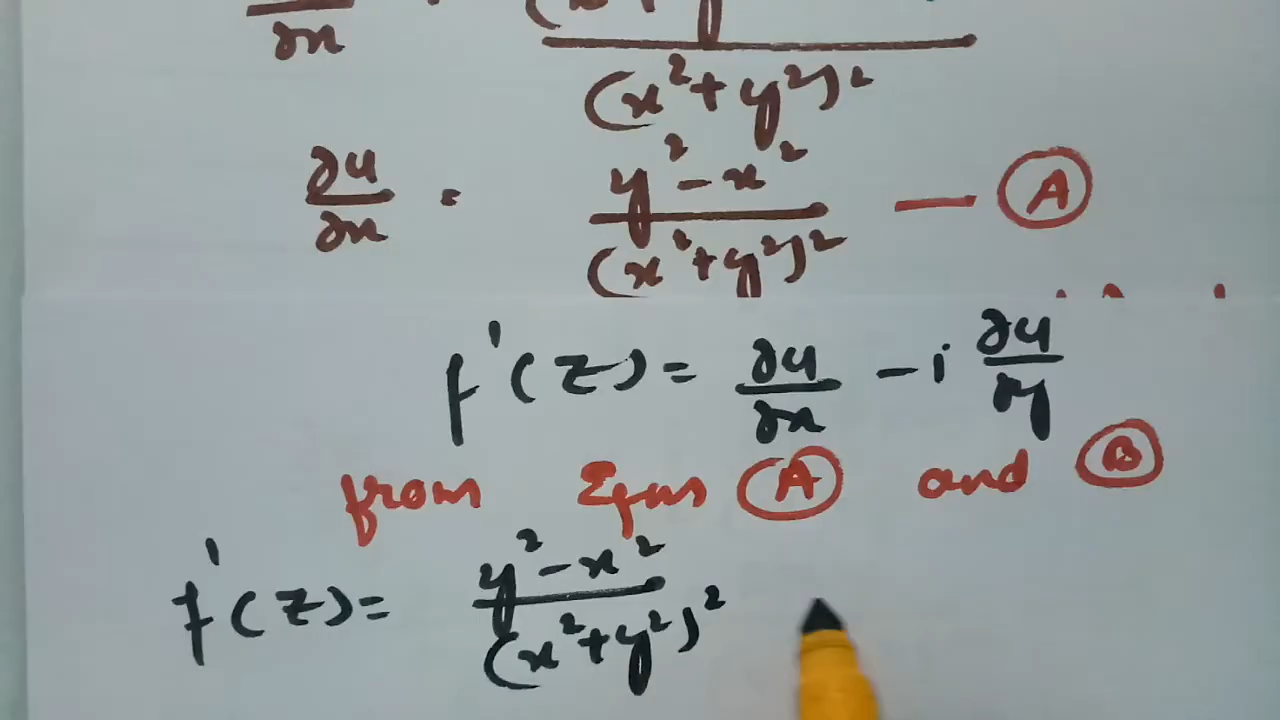 ∂x
(x²+y²)²
∂u/∂x = (y²-x²)/(x²+y²)² — (A)
f'(z) = ∂u/∂x - i ∂u/∂y
from Eqns (A) and (B)
f'(z) = (y²-x²)/(x²+y²)²